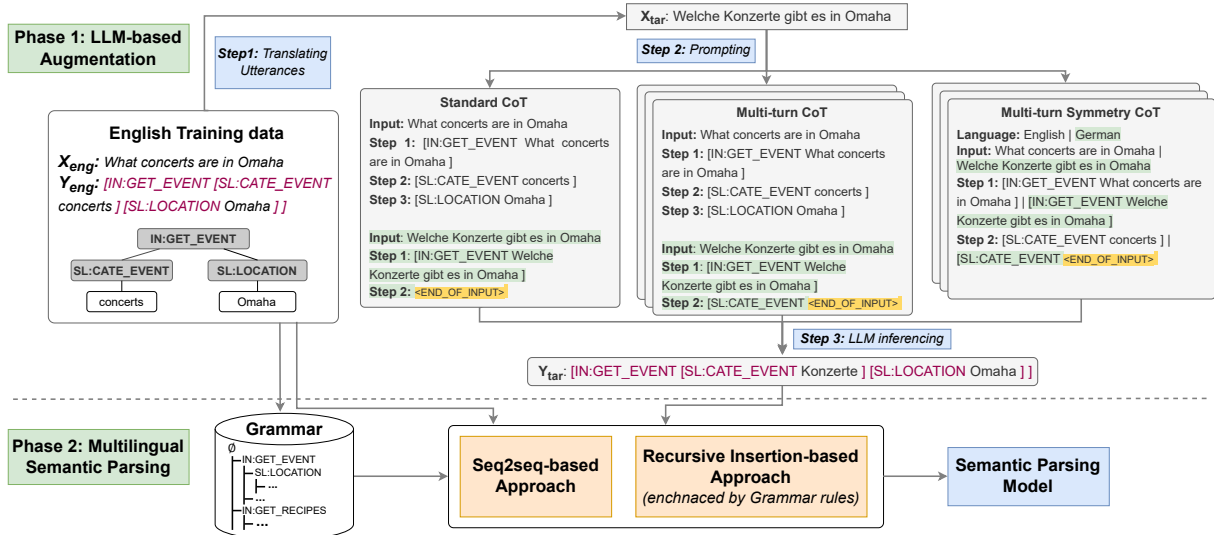 Phase 1: LLM-based
Augmentation
Step1: Translating
Utterances
X_tar: Welche Konzerte gibt es in Omaha
Step 2: Prompting
English Training data
X_eng: What concerts are in Omaha
Y_eng: [IN:GET_EVENT [SL:CATE_EVENT
concerts ] [SL:LOCATION Omaha ] ]
IN:GET_EVENT
SL:CATE_EVENT
SL:LOCATION
concerts
Omaha
Standard CoT
Input: What concerts are in Omaha
Step 1: [IN:GET_EVENT What concerts
are in Omaha ]
Step 2: [SL:CATE_EVENT concerts ]
Step 3: [SL:LOCATION Omaha ]
Input: Welche Konzerte gibt es in Omaha
Step 1: [IN:GET_EVENT Welche
Konzerte gibt es in Omaha ]
Step 2: <END_OF_INPUT>
Multi-turn CoT
Input: What concerts are in Omaha
Step 1: [IN:GET_EVENT What concerts
are in Omaha ]
Step 2: [SL:CATE_EVENT concerts ]
Step 3: [SL:LOCATION Omaha ]
Input: Welche Konzerte gibt es in Omaha
Step 1: [IN:GET_EVENT Welche
Konzerte gibt es in Omaha ]
Step 2: [SL:CATE_EVENT <END_OF_INPUT>
Multi-turn Symmetry CoT
Language: English | German
Input: What concerts are in Omaha |
Welche Konzerte gibt es in Omaha
Step 1: [IN:GET_EVENT What concerts are
in Omaha ] | [IN:GET_EVENT Welche
Konzerte gibt es in Omaha ]
Step 2: [SL:CATE_EVENT concerts ] |
[SL:CATE_EVENT <END_OF_INPUT>
Step 3: LLM inferencing
Y_tar: [IN:GET_EVENT [SL:CATE_EVENT Konzerte ] [SL:LOCATION Omaha ] ]
Phase 2: Multilingual
Semantic Parsing
Grammar
Ø
IN:GET_EVENT
SL:LOCATION
...
...
IN:GET_RECIPES
...
Seq2seq-based
Approach
Recursive Insertion-based
Approach
(enchnaced by Grammar rules)
Semantic Parsing
Model